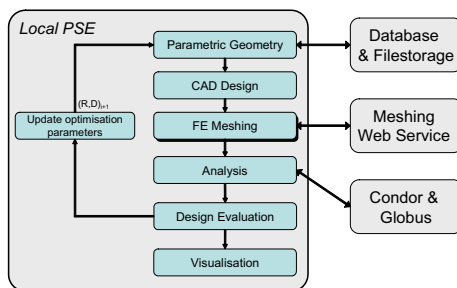 Local PSE
Parametric Geometry
Database
& Filestorage
CAD Design
(R,D)i+1
Update optimisation
parameters
FE Meshing
Meshing
Web Service
Analysis
Condor &
Globus
Design Evaluation
Visualisation